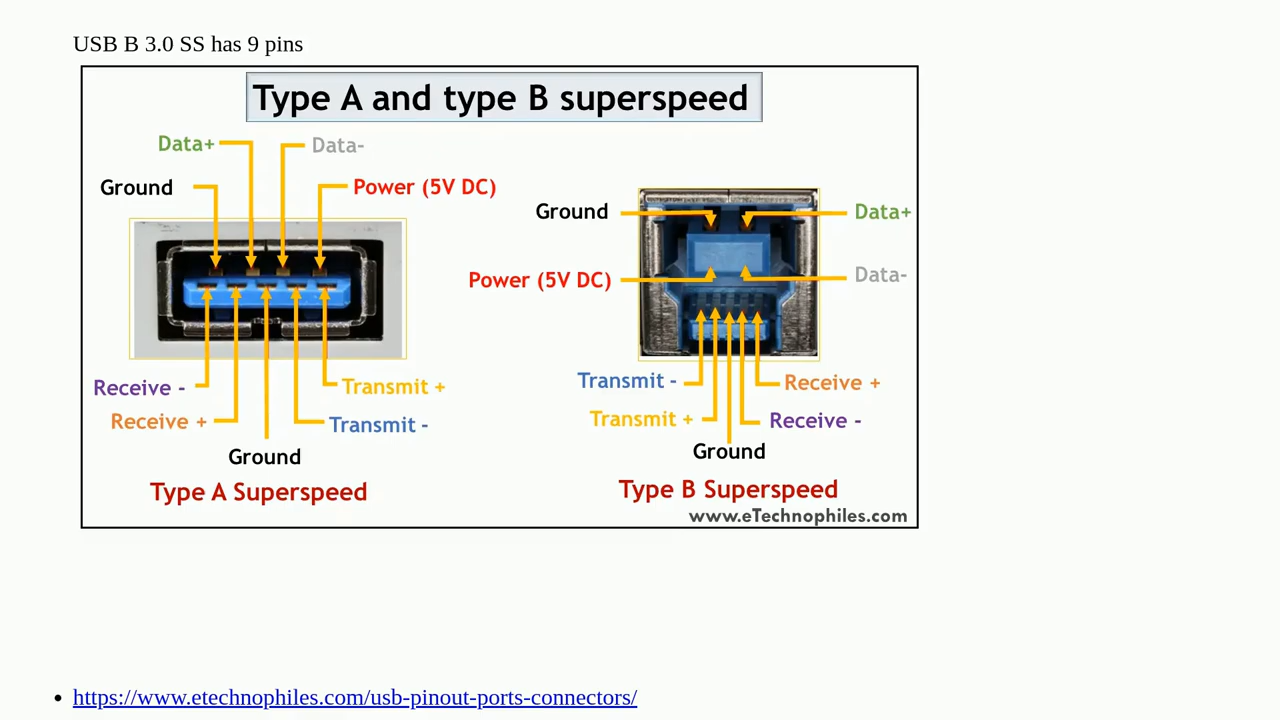 USB B 3.0 SS has 9 pins
Type A and type B superspeed
Data+
Data-
Ground
Power (5V DC)
Receive -
Receive +
Ground
Transmit -
Transmit +
Type A Superspeed
Ground
Data+
Power (5V DC)
Data-
Transmit -
Receive +
Transmit +
Receive -
Ground
Type B Superspeed
www.eTechnophiles.com
• https://www.etechnophiles.com/usb-pinout-ports-connectors/